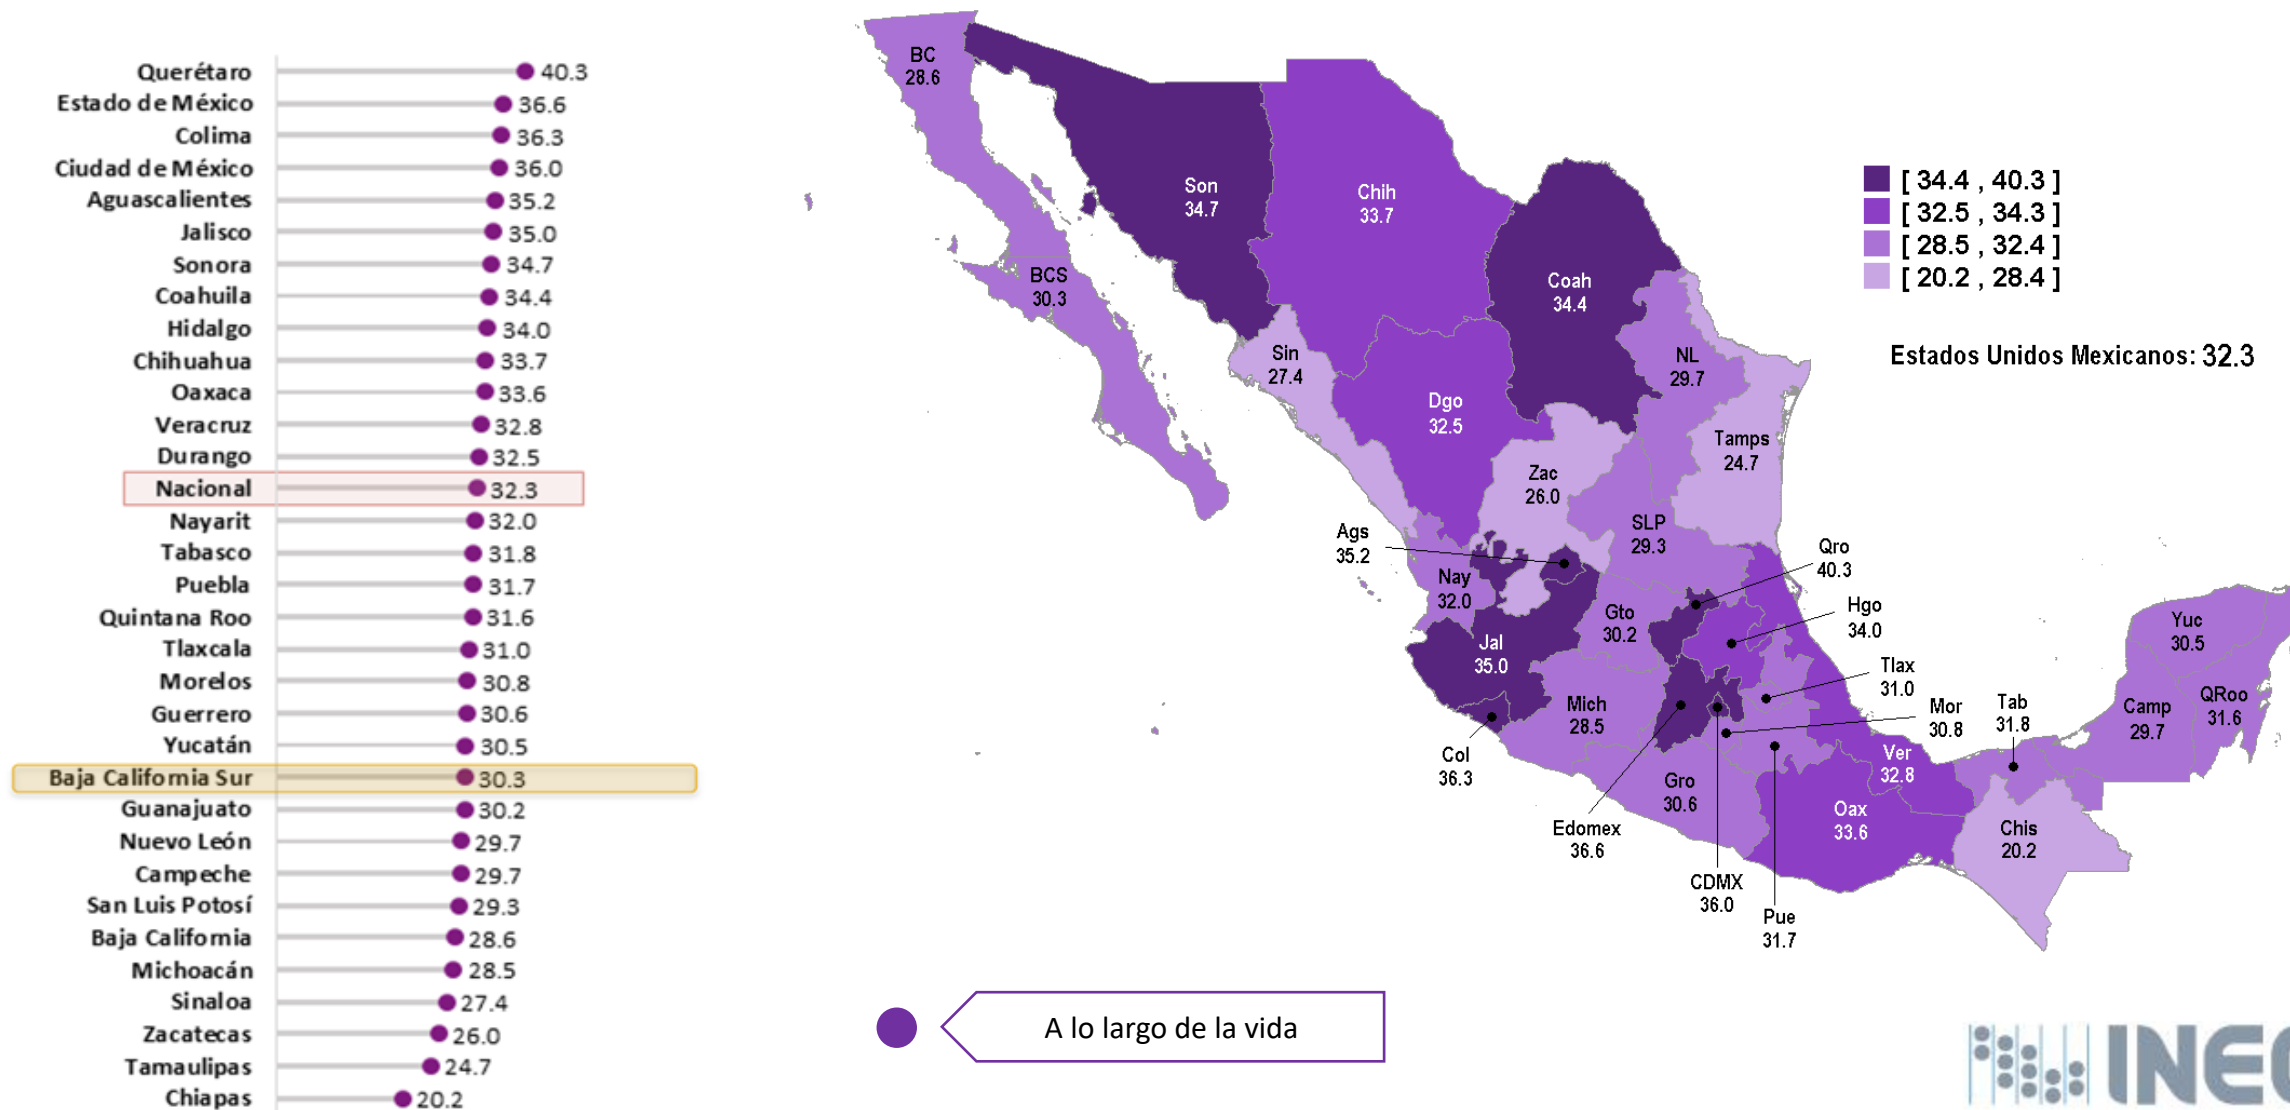 Querétaro 40.3
Estado de México 36.6
Colima 36.3
Ciudad de México 36.0
Aguascalientes 35.2
Jalisco 35.0
Sonora 34.7
Coahuila 34.4
Hidalgo 34.0
Chihuahua 33.7
Oaxaca 33.6
Veracruz 32.8
Durango 32.5
Nacional 32.3
Nayarit 32.0
Tabasco 31.8
Puebla 31.7
Quintana Roo 31.6
Tlaxcala 31.0
Morelos 30.8
Guerrero 30.6
Yucatán 30.5
Baja California Sur 30.3
Guanajuato 30.2
Nuevo León 29.7
Campeche 29.7
San Luis Potosí 29.3
Baja California 28.6
Michoacán 28.5
Sinaloa 27.4
Zacatecas 26.0
Tamaulipas 24.7
Chiapas 20.2
BC
28.6
Son
34.7
Chih
33.7
BCS
30.3
Coah
34.4
Sin
27.4
NL
29.7
Dgo
32.5
Tamps
24.7
Zac
26.0
SLP
29.3
Ags
35.2
Qro
40.3
Nay
32.0
Gto
30.2
Hgo
34.0
Jal
35.0
Tlax
31.0
Yuc
30.5
Mich
28.5
Mor
30.8
Tab
31.8
Camp
29.7
QRoo
31.6
Col
36.3
Gro
30.6
Ver
32.8
Edomex
36.6
Oax
33.6
Chis
20.2
CDMX
36.0
Pue
31.7
[ 34.4 , 40.3 ]
[ 32.5 , 34.3 ]
[ 28.5 , 32.4 ]
[ 20.2 , 28.4 ]
Estados Unidos Mexicanos: 32.3
A lo largo de la vida
INEG